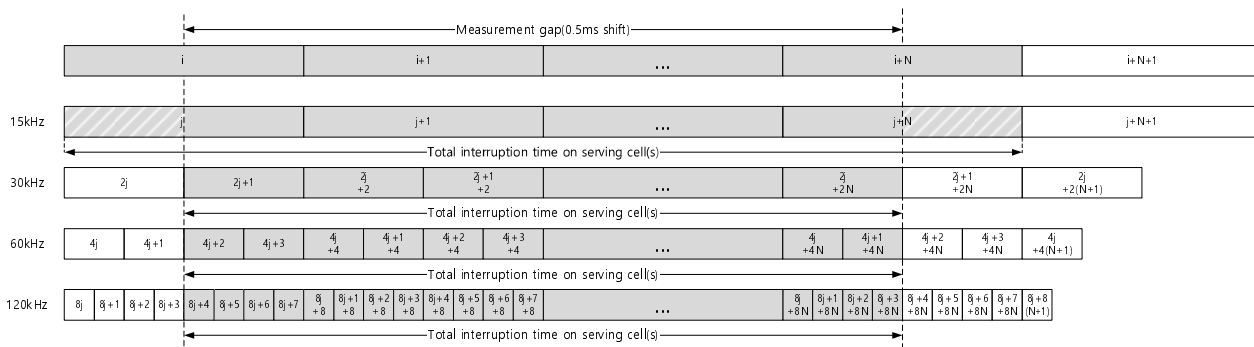 Measurement gap(0.5ms shift)
i i+1 ... i+N i+N+1
15kHz j j+1 ... j+N j+N+1
Total interruption time on serving cell(s)
30kHz 2j 2j+1 2j +2 2j+1 +2 ... 2j +2N 2j+1 +2N 2j +2(N+1)
Total interruption time on serving cell(s)
60kHz 4j 4j+1 4j+2 4j+3 4j +4 4j+1 +4 4j+2 +4 4j+3 +4 ... 4j +4N 4j+1 +4N 4j+2 +4N 4j+3 +4N 4j +4(N+1)
Total interruption time on serving cell(s)
120kHz 8j 8j+1 8j+2 8j+3 8j+4 8j+5 8j+6 8j+7 8j +8 8j+1 +8 8j+2 +8 8j+3 +8 8j+4 +8 8j+5 +8 8j+6 +8 8j+7 +8 ... 8j +8N 8j+1 +8N 8j+2 +8N 8j+3 +8N 8j+4 +8N 8j+5 +8N 8j+6 +8N 8j+7 +8N 8j+8 (N+1)
Total interruption time on serving cell(s)